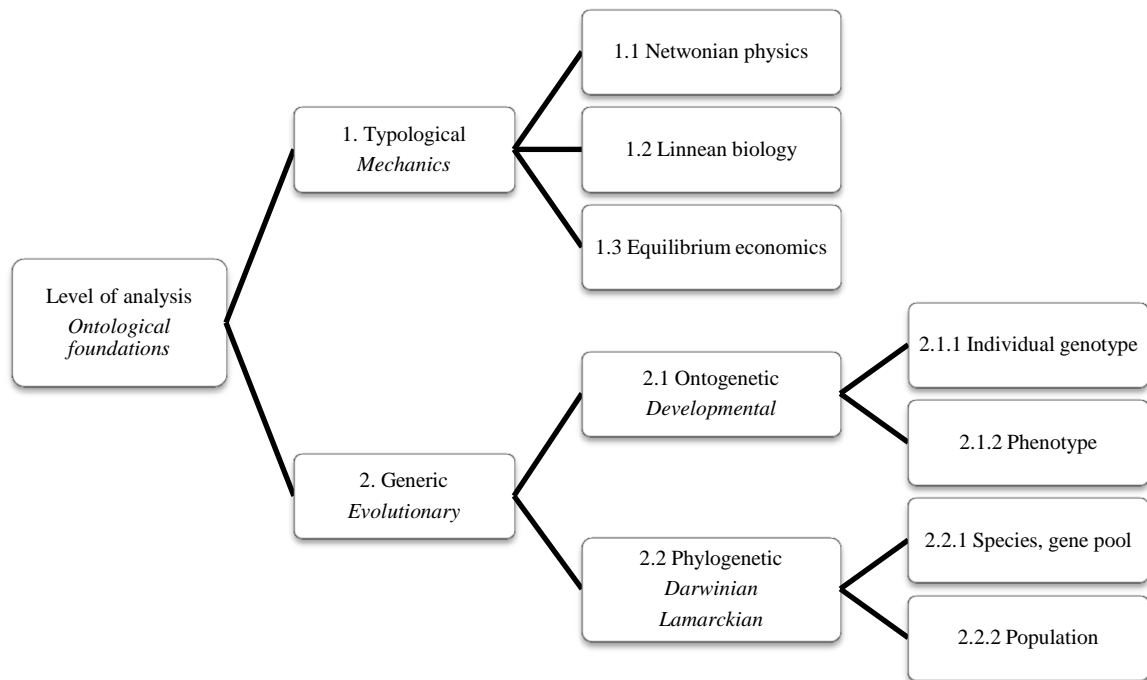 Level of analysis
Ontological
foundations
1. Typological
Mechanics
1.1 Netwonian physics
1.2 Linnean biology
1.3 Equilibrium economics
2. Generic
Evolutionary
2.1 Ontogenetic
Developmental
2.1.1 Individual genotype
2.1.2 Phenotype
2.2 Phylogenetic
Darwinian
Lamarckian
2.2.1 Species, gene pool
2.2.2 Population